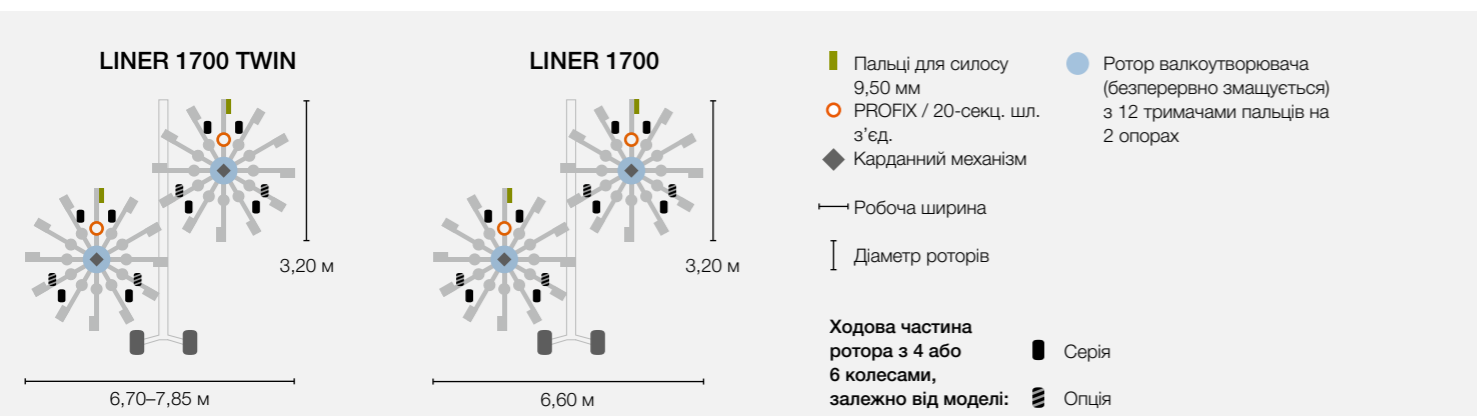 LINER 1700 TWIN
3,20 м
6,70–7,85 м
LINER 1700
3,20 м
6,60 м
Пальці для силосу
9,50 мм
PROFIX / 20-секц. шл.
з’єд.
Карданний механізм
Робоча ширина
Діаметр роторів
Ротор валкоутворювача
(безперервно змащується)
з 12 тримачами пальців на
2 опорах
Ходова частина
ротора з 4 або
6 колесами,
залежно від моделі:
Серія
Опція